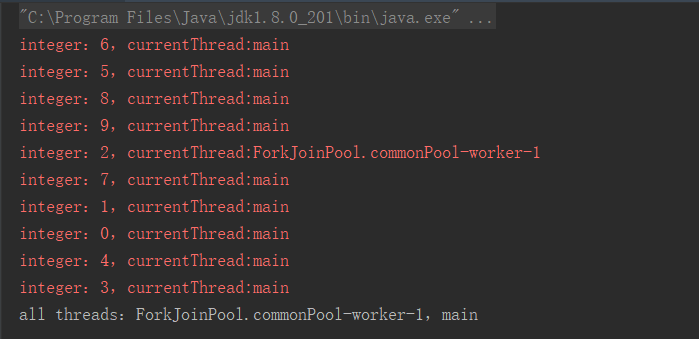 "C:\Program Files\Java\jdk1.8.0_201\bin\java.exe" ...
integer：6，currentThread:main
integer：5，currentThread:main
integer：8，currentThread:main
integer：9，currentThread:main
integer：2，currentThread:ForkJoinPool.commonPool-worker-1
integer：7，currentThread:main
integer：1，currentThread:main
integer：0，currentThread:main
integer：4，currentThread:main
integer：3，currentThread:main
all threads：ForkJoinPool.commonPool-worker-1，main